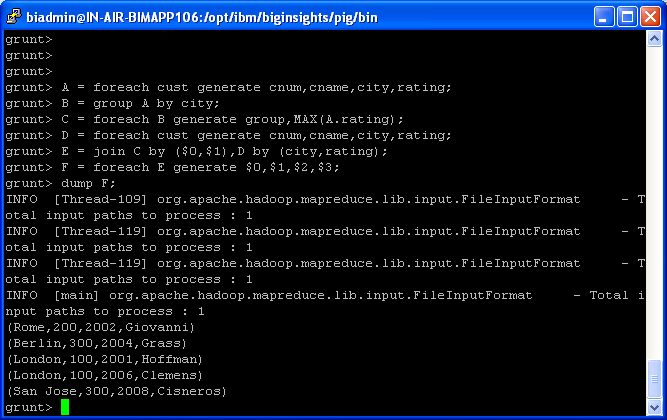 biadmin@IN-AIR-BIMAPP106:/opt/ibm/biginsights/pig/bin
grunt>
grunt>
grunt>
grunt> A = foreach cust generate cnum,cname,city,rating;
grunt> B = group A by city;
grunt> C = foreach B generate group,MAX(A.rating);
grunt> D = foreach cust generate cnum,cname,city,rating;
grunt> E = join C by ($0,$1),D by (city,rating);
grunt> F = foreach E generate $0,$1,$2,$3;
grunt> dump F;
INFO  [Thread-109] org.apache.hadoop.mapreduce.lib.input.FileInputFormat     - T
otal input paths to process : 1
INFO  [Thread-119] org.apache.hadoop.mapreduce.lib.input.FileInputFormat     - T
otal input paths to process : 1
INFO  [Thread-119] org.apache.hadoop.mapreduce.lib.input.FileInputFormat     - T
otal input paths to process : 1
INFO  [main] org.apache.hadoop.mapreduce.lib.input.FileInputFormat     - Total i
nput paths to process : 1
(Rome,200,2002,Giovanni)
(Berlin,300,2004,Grass)
(London,100,2001,Hoffman)
(London,100,2006,Clemens)
(San Jose,300,2008,Cisneros)
grunt>